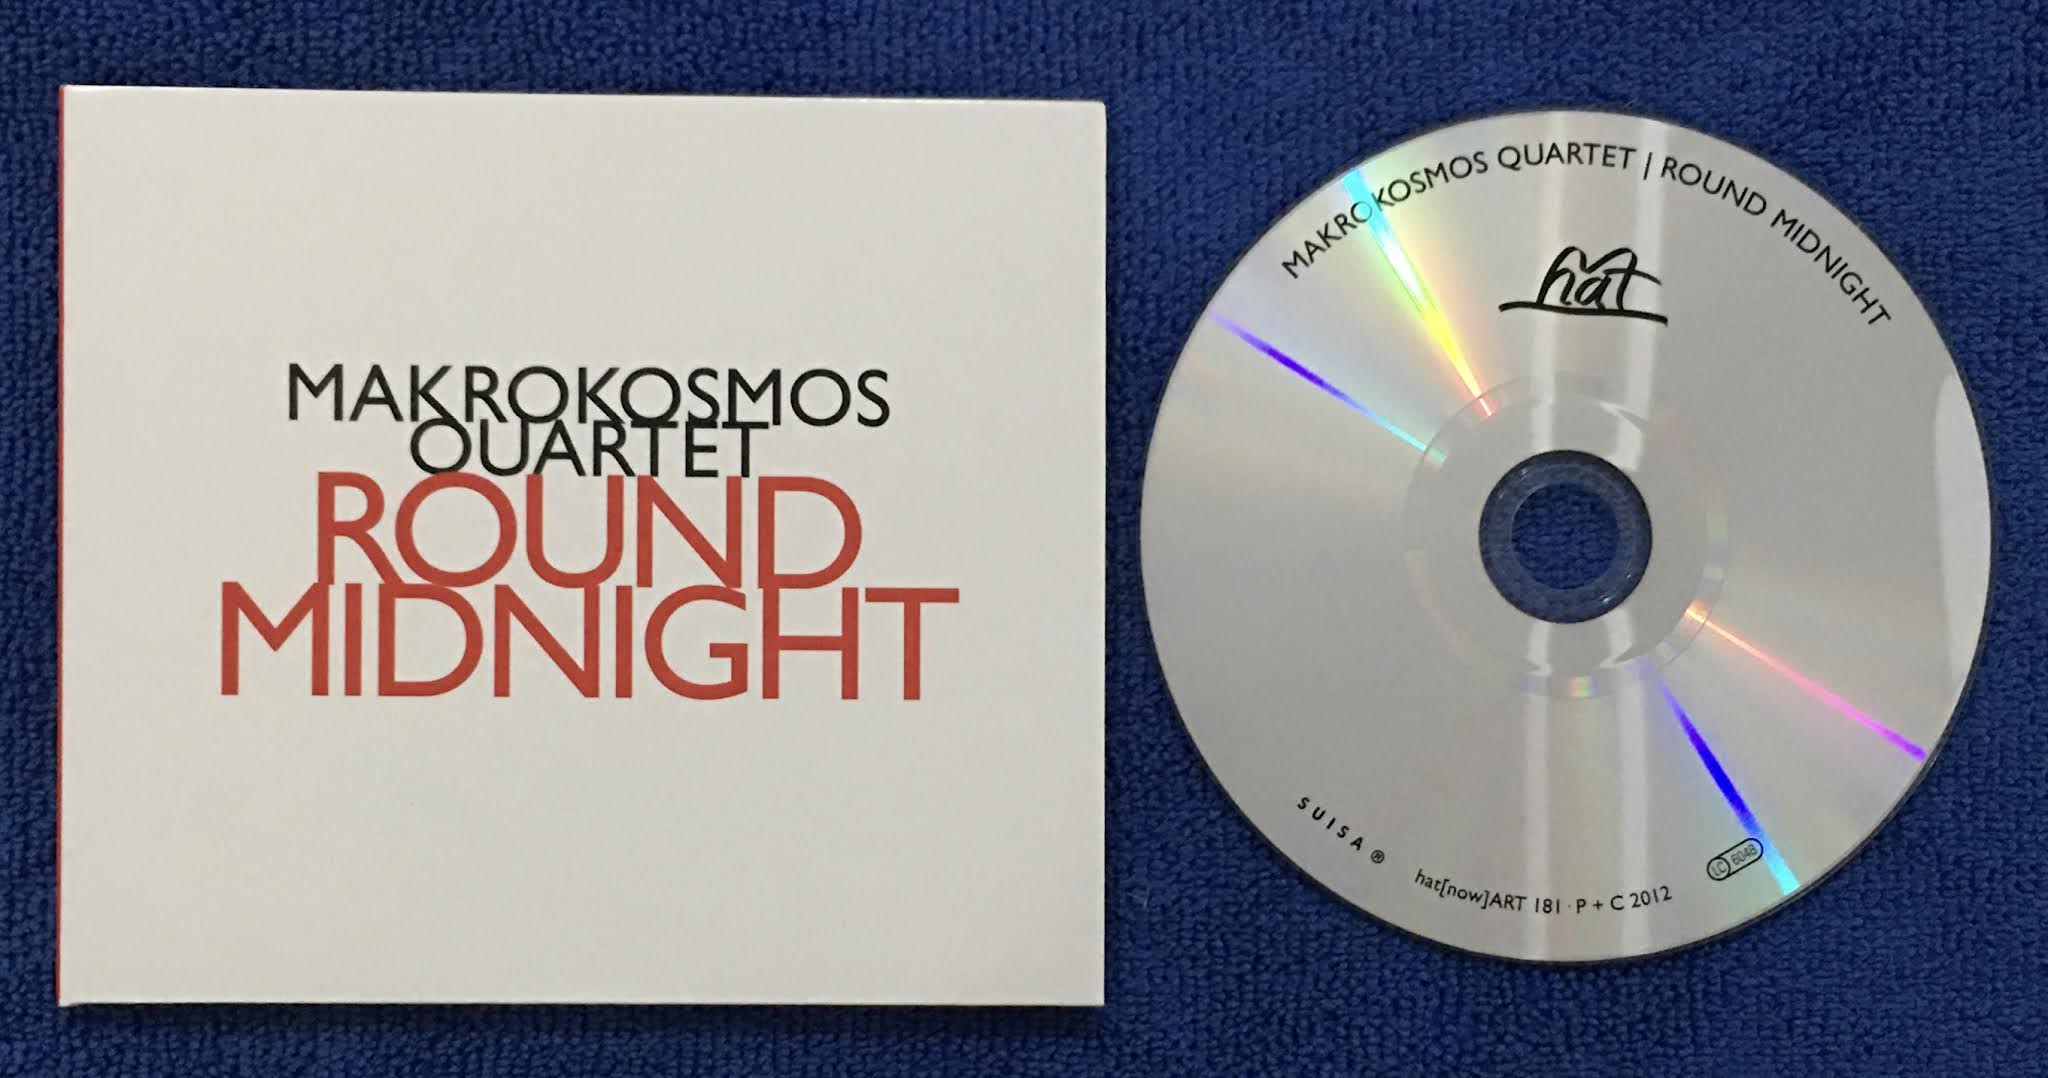 MAKROKOSMOS
QUARTET
ROUND
MIDNIGHT
MAKROKOSMOS QUARTET | ROUND MIDNIGHT
hat
SUISA ®
hat[now]ART 181 · P + C 2012
LC 6048